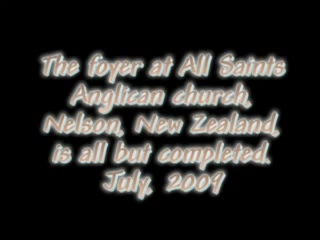 The foyer at All Saints
Anglican church,
Nelson, New Zealand,
is all but completed.
July, 2009